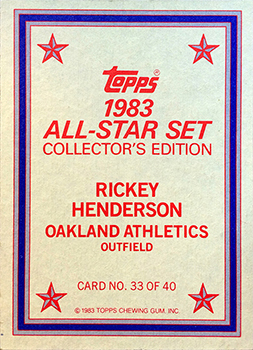 topps®
1983
ALL-STAR SET
COLLECTOR'S EDITION
RICKEY
HENDERSON
OAKLAND ATHLETICS
OUTFIELD
CARD NO. 33 OF 40
© 1983 TOPPS CHEWING GUM, INC.